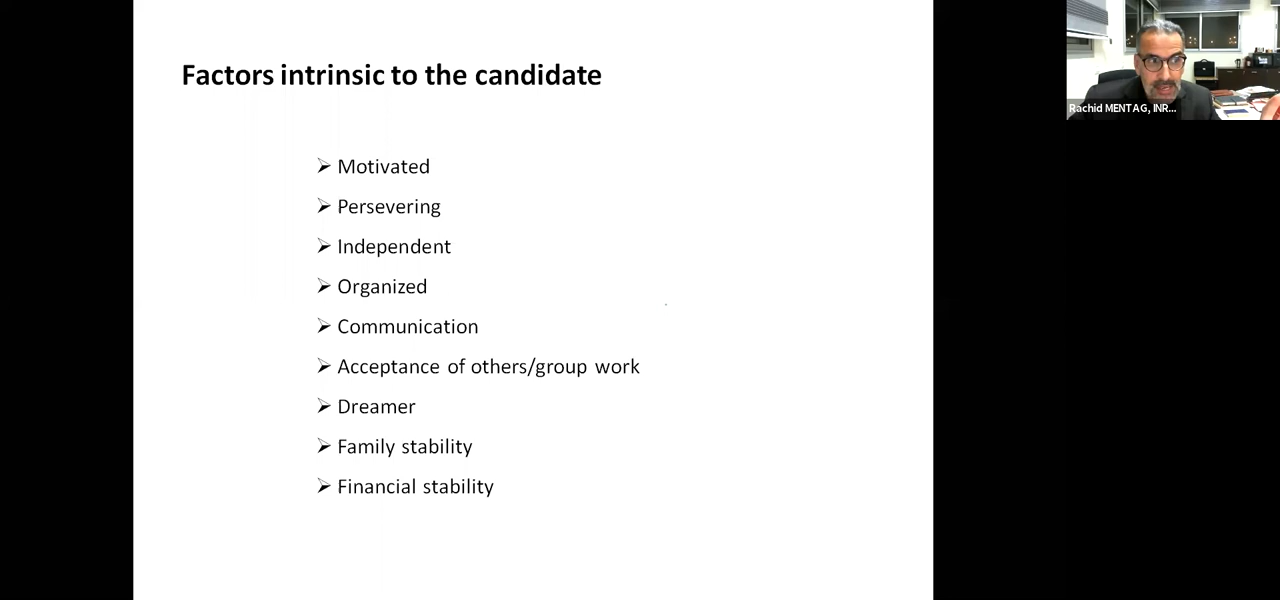 Factors intrinsic to the candidate
➢ Motivated
➢ Persevering
➢ Independent
➢ Organized
➢ Communication
➢ Acceptance of others/group work
➢ Dreamer
➢ Family stability
➢ Financial stability
Rachid MENTAG, INR...